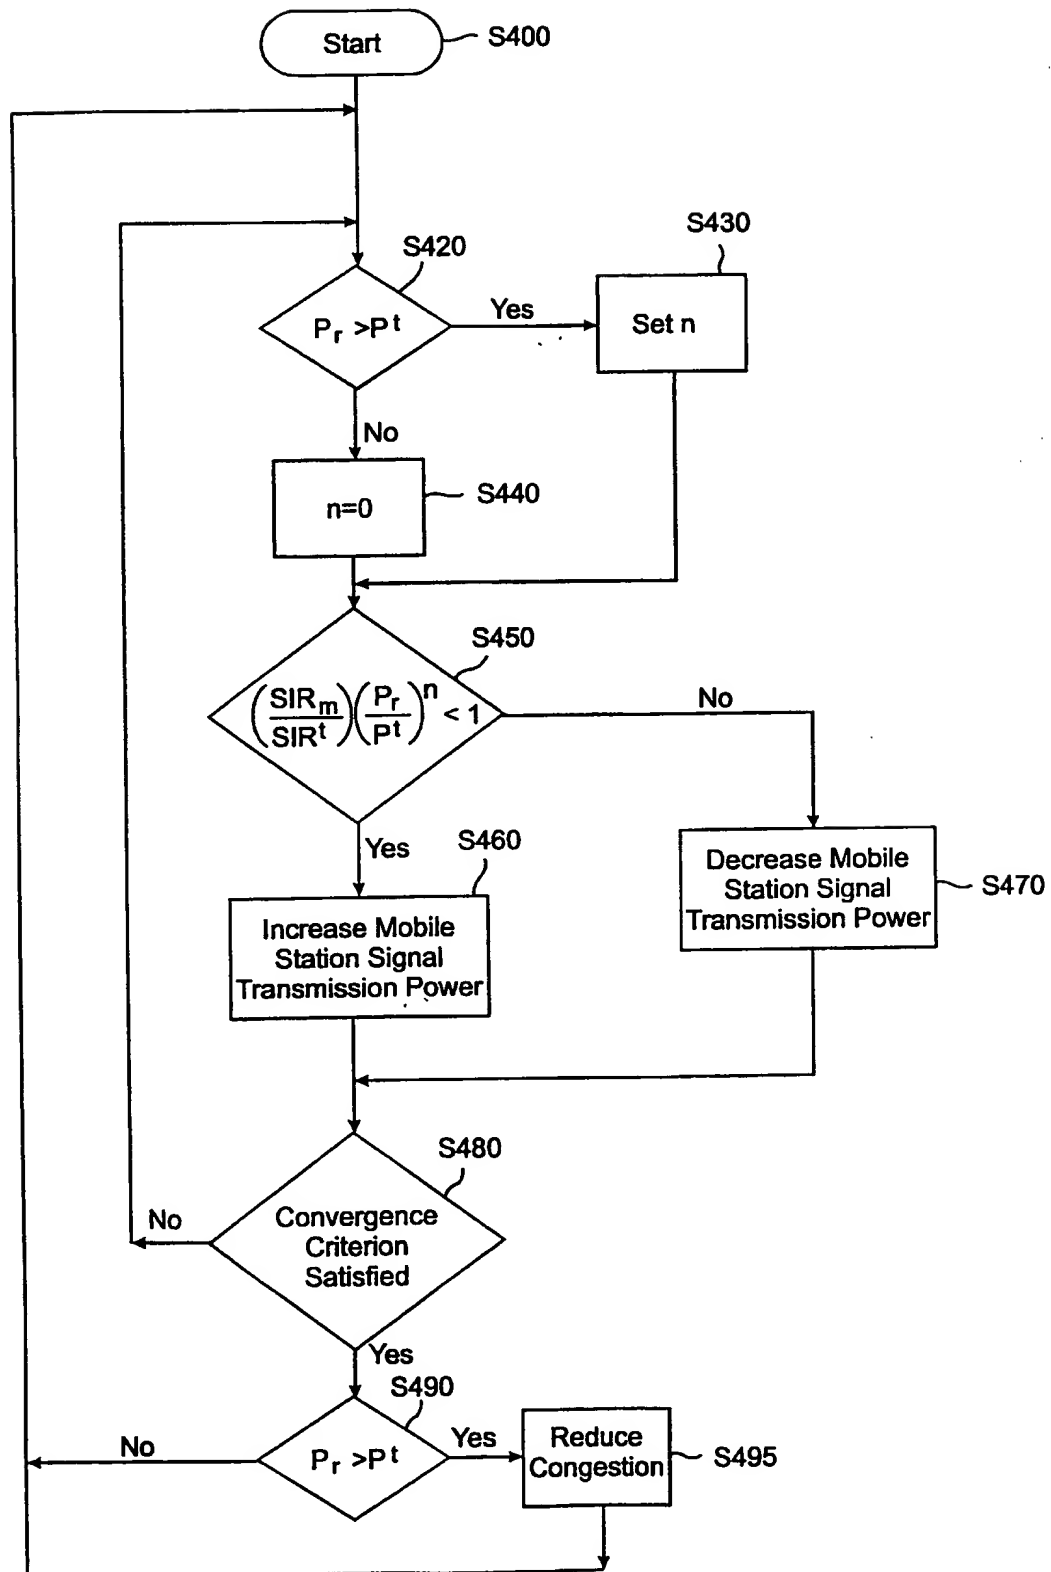 Start
S400
S420
S430
Pr >Pt
Yes
Set n
No
n=0
S440
S450
(SIRm/SIRt)(Pr/Pt)^n < 1
No
Yes
S460
Increase Mobile
Station Signal
Transmission Power
Decrease Mobile
Station Signal
Transmission Power
S470
S480
Convergence
Criterion
Satisfied
No
Yes
S490
Pr >Pt
No
Yes
Reduce
Congestion
S495